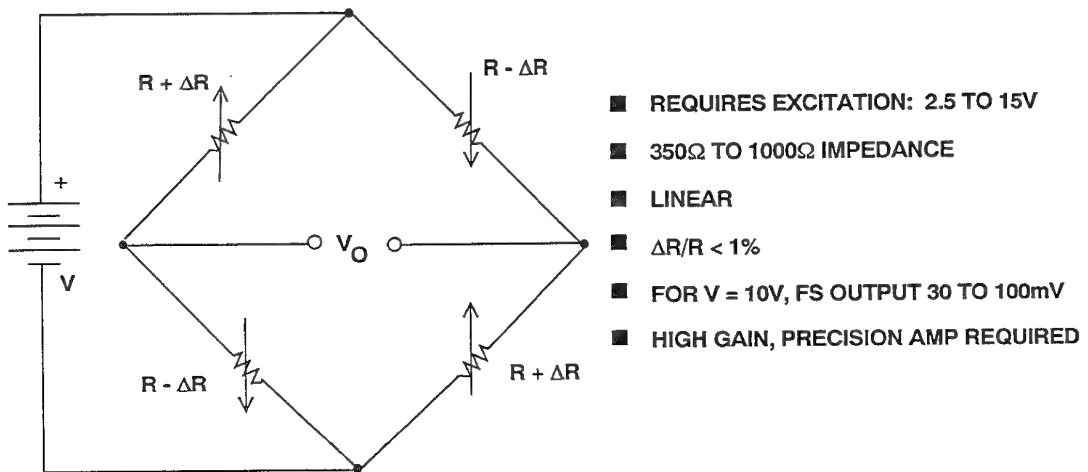 R + ΔR
R - ΔR
+
V
V_O
R - ΔR
R + ΔR
■ REQUIRES EXCITATION: 2.5 TO 15V
■ 350Ω TO 1000Ω IMPEDANCE
■ LINEAR
■ ΔR/R < 1%
■ FOR V = 10V, FS OUTPUT 30 TO 100mV
■ HIGH GAIN, PRECISION AMP REQUIRED